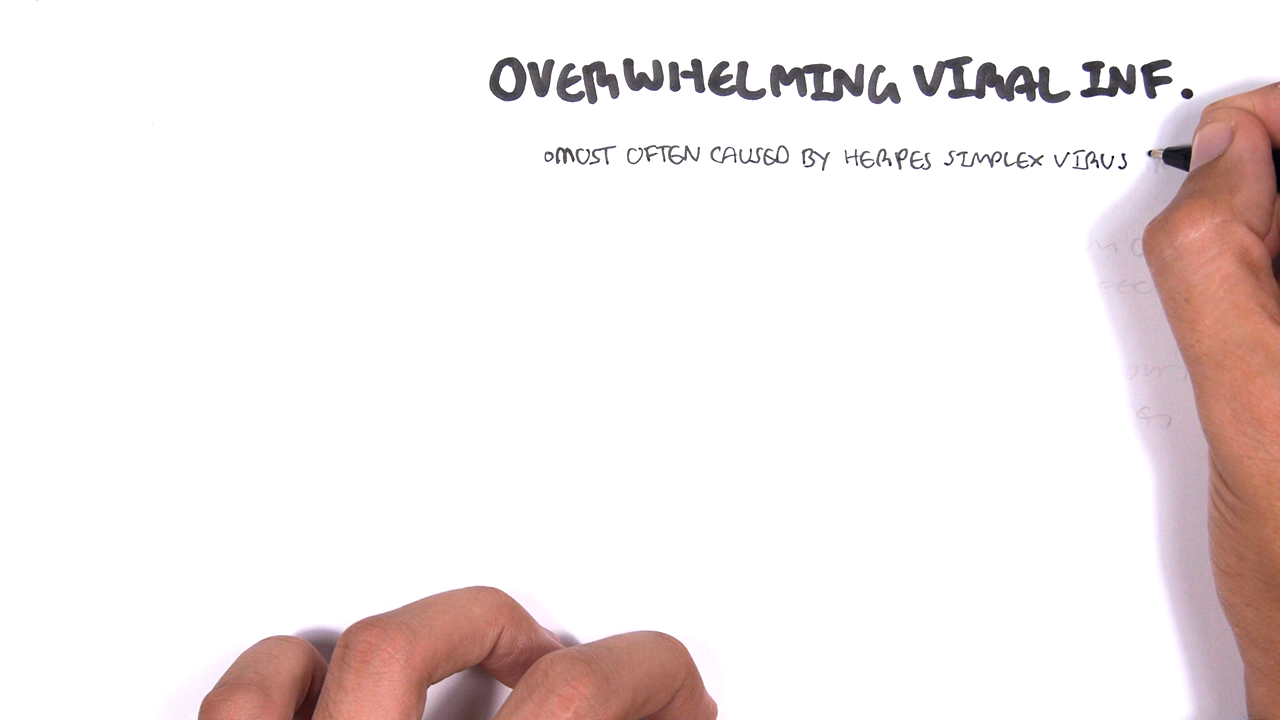 OVERWHELMING VIRAL INF.
MOST OFTEN CAUSED BY HERPES SIMPLEX VIRUS